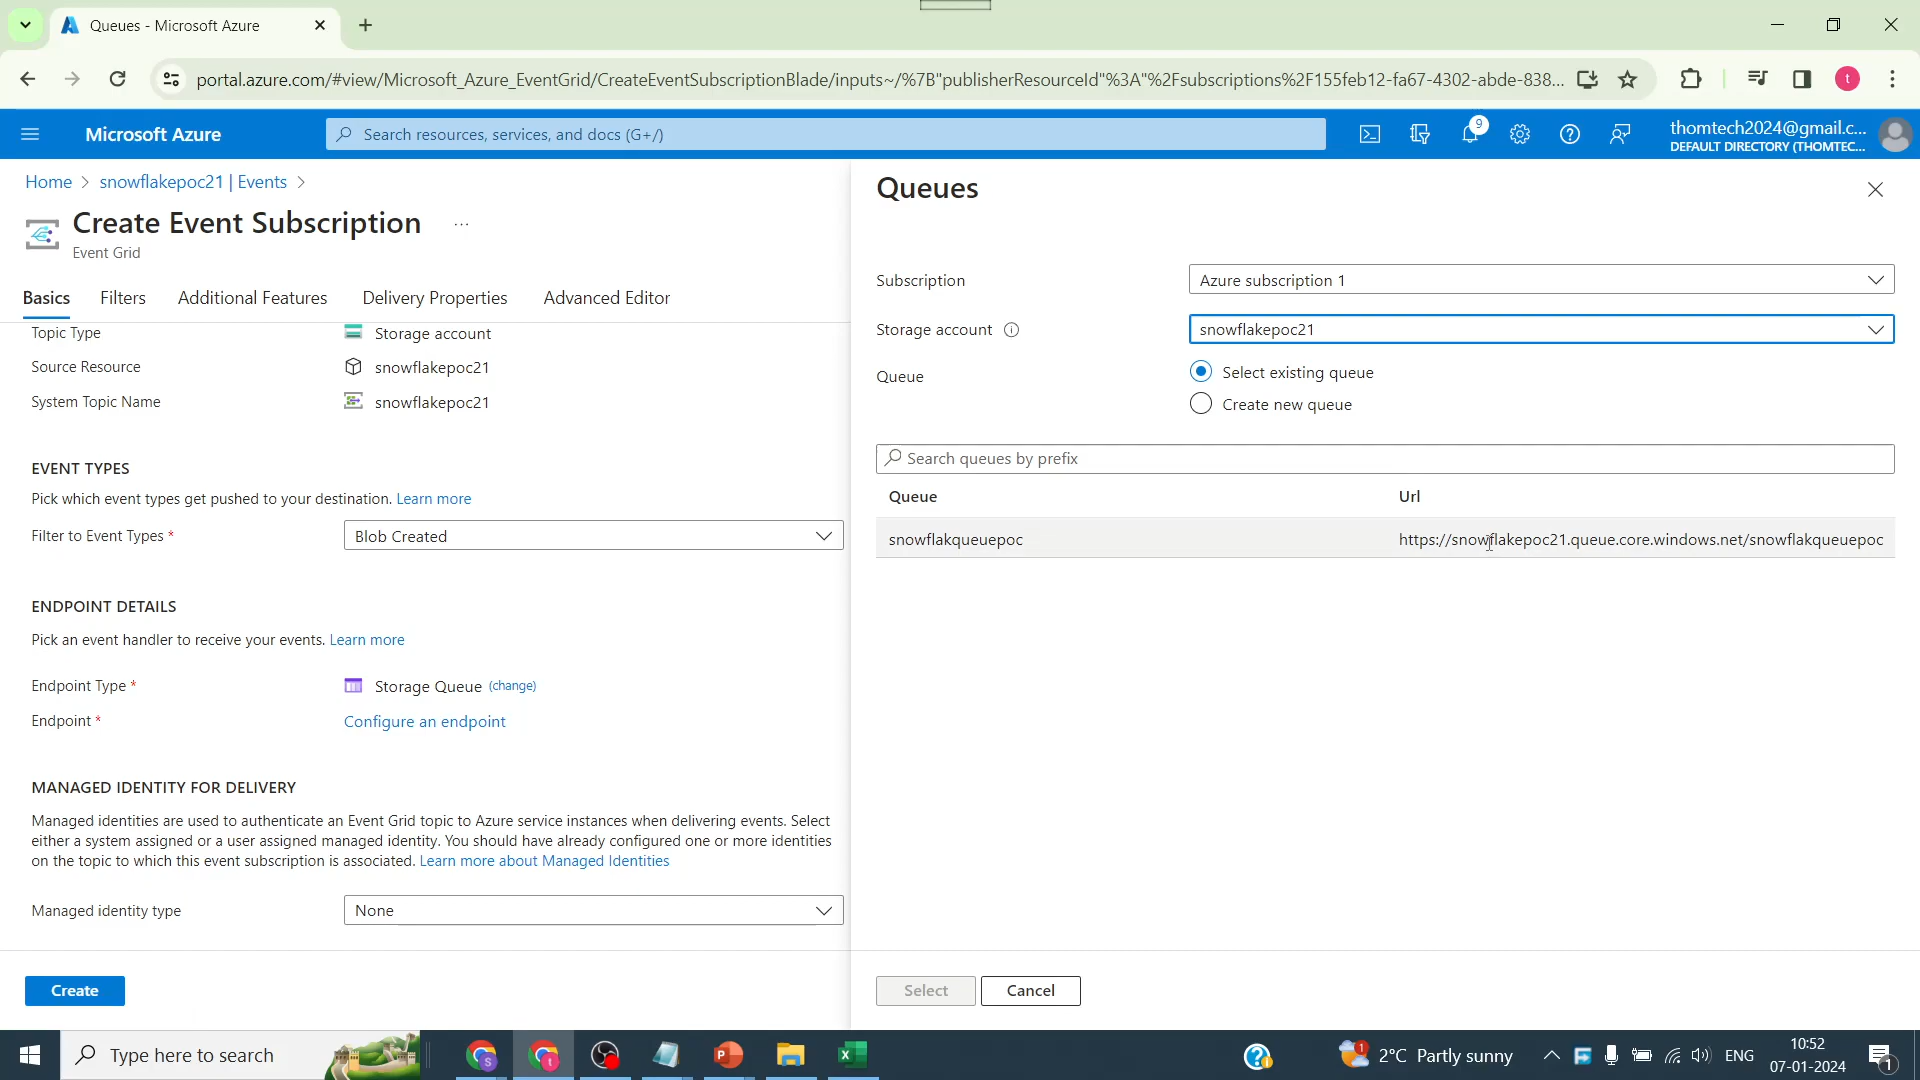 Queues - Microsoft Azure
portal.azure.com/#view/Microsoft_Azure_EventGrid/CreateEventSubscriptionBlade/inputs~/%7B"publisherResourceId"%3A"%2Fsubscriptions%2F155feb12-fa67-4302-abde-838...
t
Microsoft Azure
Search resources, services, and docs (G+/)
9
thomtech2024@gmail.c...
DEFAULT DIRECTORY (THOMTEC...
Home > snowflakepoc21 | Events >
Create Event Subscription ...
Event Grid
Basics Filters Additional Features Delivery Properties Advanced Editor
Topic Type Storage account
Source Resource snowflakepoc21
System Topic Name snowflakepoc21
EVENT TYPES
Pick which event types get pushed to your destination. Learn more
Filter to Event Types * Blob Created
ENDPOINT DETAILS
Pick an event handler to receive your events. Learn more
Endpoint Type * Storage Queue (change)
Endpoint * Configure an endpoint
MANAGED IDENTITY FOR DELIVERY
Managed identities are used to authenticate an Event Grid topic to Azure service instances when delivering events. Select
either a system assigned or a user assigned managed identity. You should have already configured one or more identities
on the topic to which this event subscription is associated. Learn more about Managed Identities
Managed identity type None
Create
Queues
Subscription Azure subscription 1
Storage account snowflakepoc21
Queue Select existing queue
Create new queue
Search queues by prefix
Queue Url
snowflakqueuepoc https://snowflakepoc21.queue.core.windows.net/snowflakqueuepoc
Select Cancel
Type here to search
S
t
P
X
1
2°C Partly sunny
ENG
10:52
07-01-2024
1